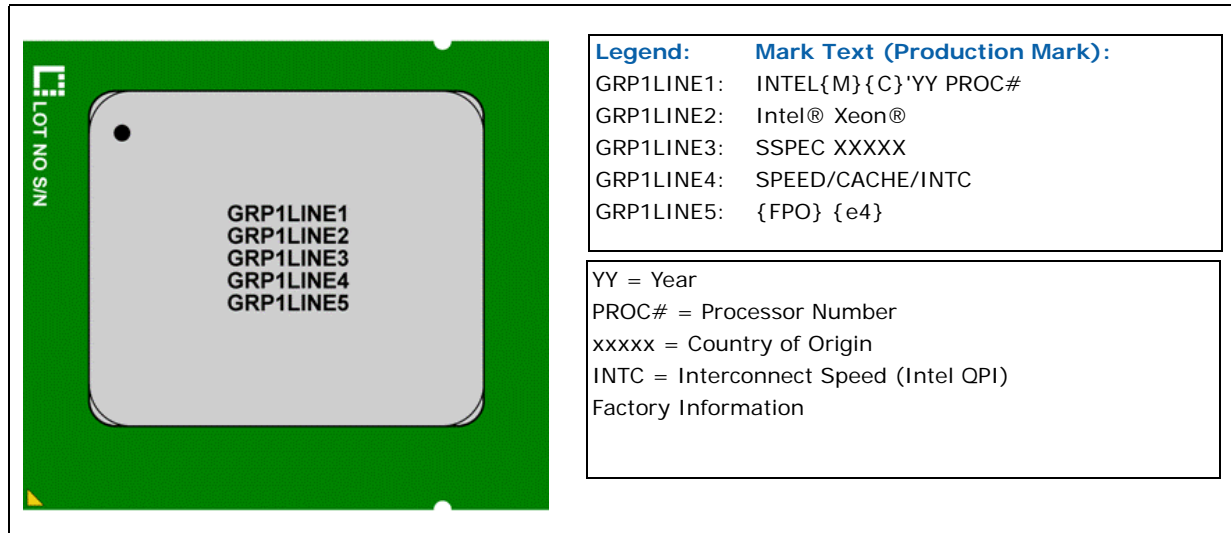 LOT NO S/N
GRP1LINE1
GRP1LINE2
GRP1LINE3
GRP1LINE4
GRP1LINE5
Legend: Mark Text (Production Mark):
GRP1LINE1: INTEL{M}{C}'YY PROC#
GRP1LINE2: Intel® Xeon®
GRP1LINE3: SSPEC XXXXX
GRP1LINE4: SPEED/CACHE/INTC
GRP1LINE5: {FPO} {e4}
YY = Year
PROC# = Processor Number
xxxxx = Country of Origin
INTC = Interconnect Speed (Intel QPI)
Factory Information